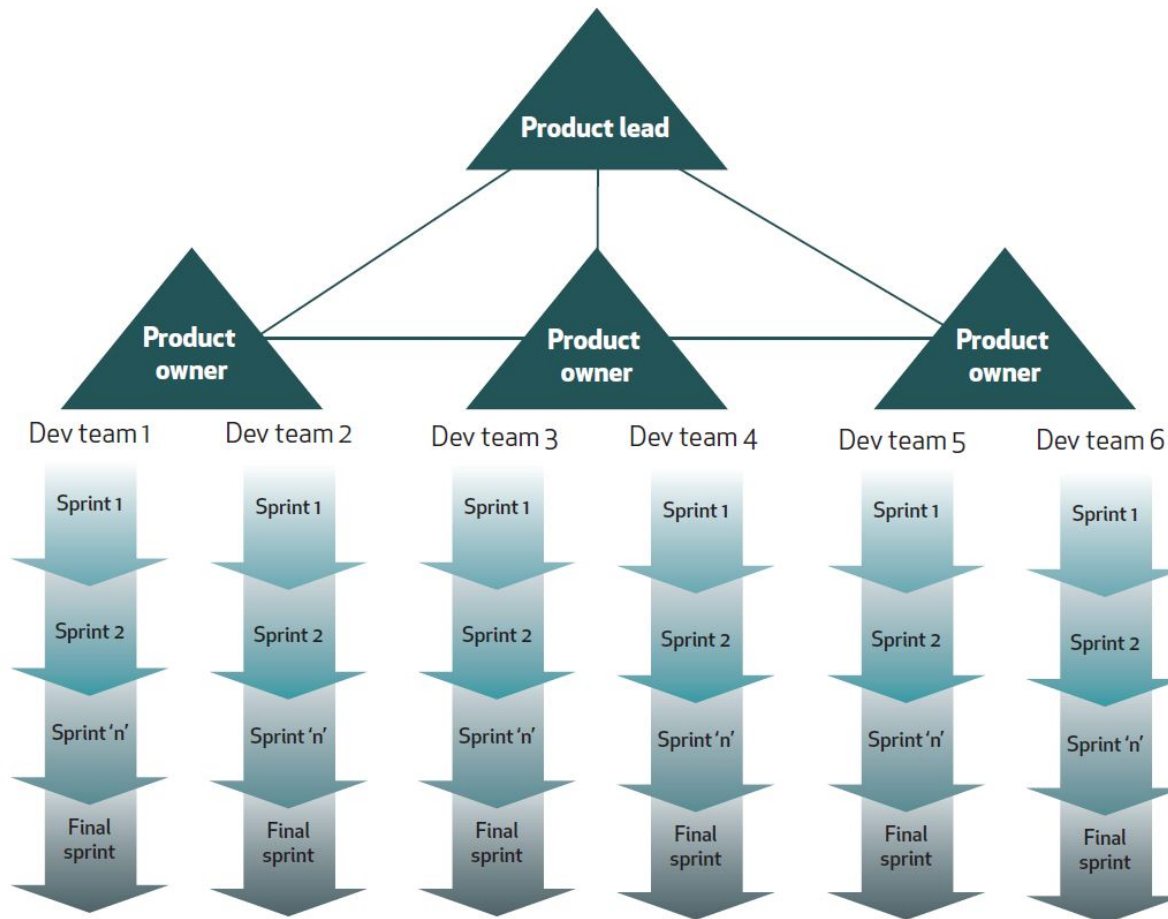 Product lead
Product
owner
Product
owner
Product
owner
Dev team 1
Dev team 2
Dev team 3
Dev team 4
Dev team 5
Dev team 6
Sprint 1
Sprint 1
Sprint 1
Sprint 1
Sprint 1
Sprint 1
Sprint 2
Sprint 2
Sprint 2
Sprint 2
Sprint 2
Sprint 2
Sprint ‘n’
Sprint ‘n’
Sprint ‘n’
Sprint ‘n’
Sprint ‘n’
Sprint ‘n’
Final
sprint
Final
sprint
Final
sprint
Final
sprint
Final
sprint
Final
sprint